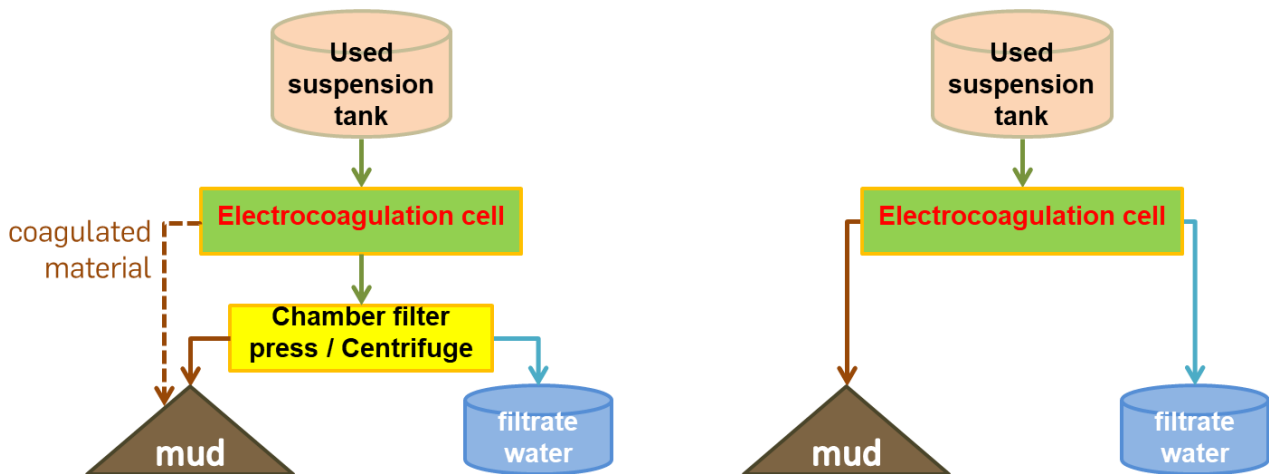 Used
suspension
tank
Electrocoagulation cell
coagulated
material
Chamber filter
press / Centrifuge
mud
filtrate
water
Used
suspension
tank
Electrocoagulation cell
mud
filtrate
water